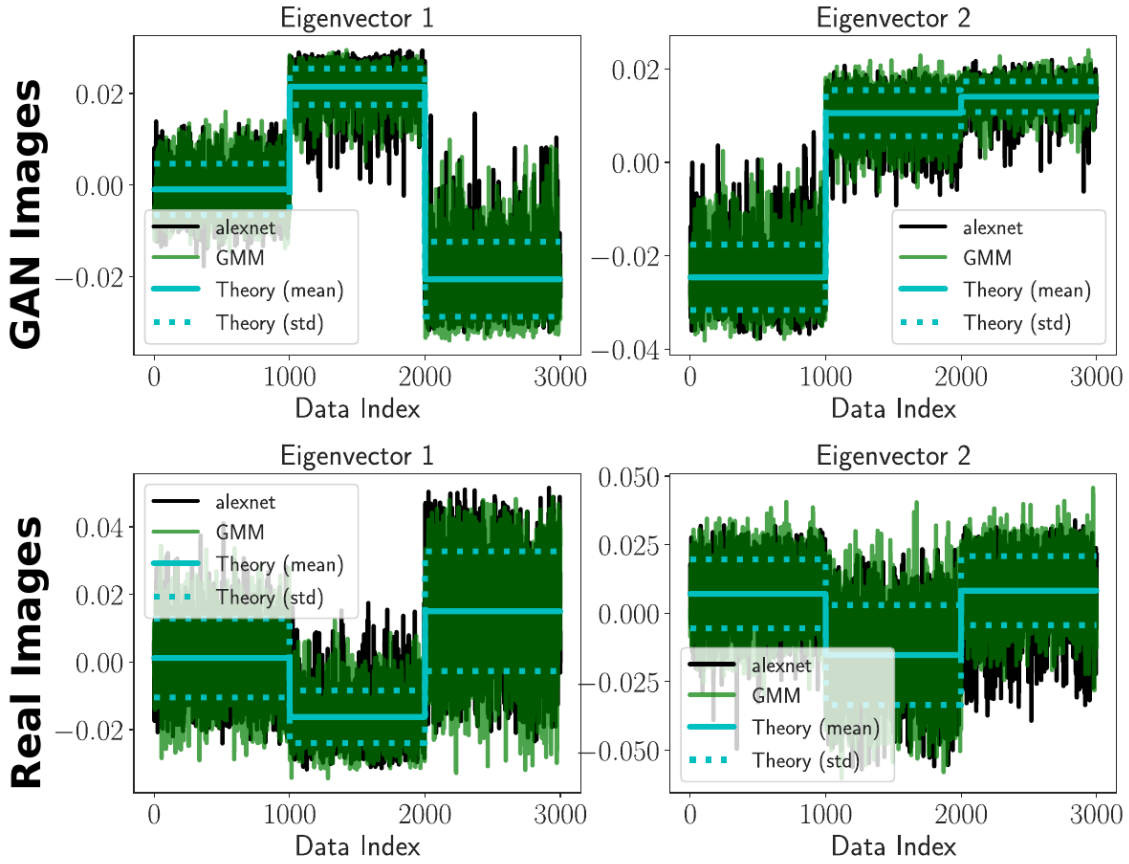 GAN Images
Eigenvector 1
0.02
0.00
−0.02
alexnet
GMM
Theory (mean)
Theory (std)
0
1000
2000
3000
Data Index
Eigenvector 2
0.02
0.00
−0.02
−0.04
alexnet
GMM
Theory (mean)
Theory (std)
0
1000
2000
3000
Data Index
Real Images
Eigenvector 1
0.04
0.02
0.00
−0.02
alexnet
GMM
Theory (mean)
Theory (std)
0
1000
2000
3000
Data Index
Eigenvector 2
0.050
0.025
0.000
−0.025
−0.050
alexnet
GMM
Theory (mean)
Theory (std)
0
1000
2000
3000
Data Index